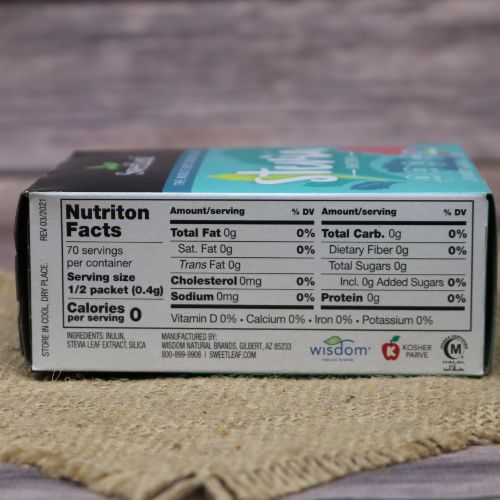 SweetLeaf
Stevia
REV 03/2021
STORE IN COOL, DRY PLACE.
Nutriton
Facts
70 servings
per container
Serving size
1/2 packet (0.4g)
Calories
per serving 0
Amount/serving % DV
Total Fat 0g 0%
Sat. Fat 0g 0%
Trans Fat 0g
Cholesterol 0mg 0%
Sodium 0mg 0%
Amount/serving % DV
Total Carb. 0g 0%
Dietary Fiber 0g 0%
Total Sugars 0g
Incl. 0g Added Sugars 0%
Protein 0g 0%
Vitamin D 0% • Calcium 0% • Iron 0% • Potassium 0%
INGREDIENTS: INULIN,
STEVIA LEAF EXTRACT, SILICA
MANUFACTURED BY:
WISDOM NATURAL BRANDS, GILBERT, AZ 85233
800-899-9908 | SWEETLEAF.COM
wisdom
natural brands
K
KOSHER
PARVE
M
HALAL
حلال